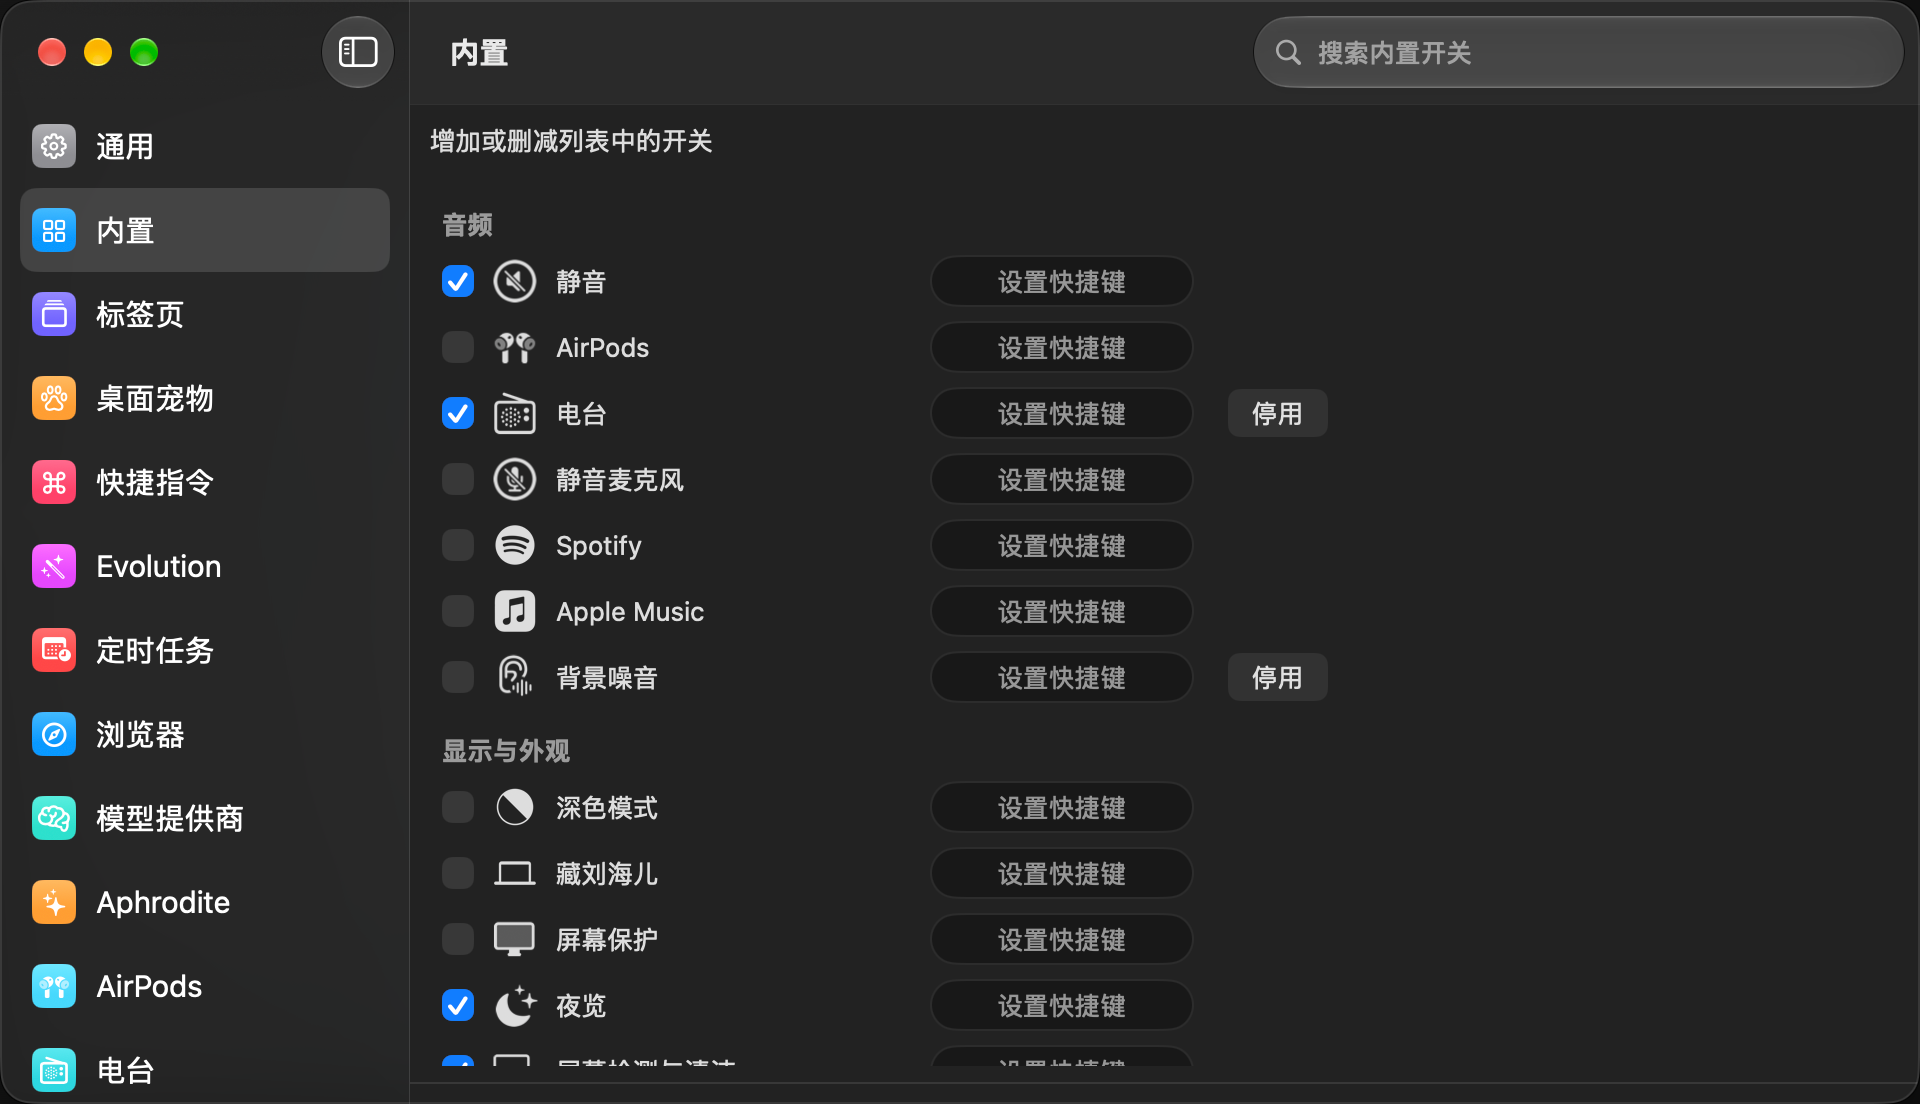 内置
搜索内置开关
通用
内置
标签页
桌面宠物
快捷指令
Evolution
定时任务
浏览器
模型提供商
Aphrodite
AirPods
电台
增加或删减列表中的开关
音频
静音 设置快捷键
AirPods 设置快捷键
电台 设置快捷键 停用
静音麦克风 设置快捷键
Spotify 设置快捷键
Apple Music 设置快捷键
背景噪音 设置快捷键 停用
显示与外观
深色模式 设置快捷键
藏刘海儿 设置快捷键
屏幕保护 设置快捷键
夜览 设置快捷键